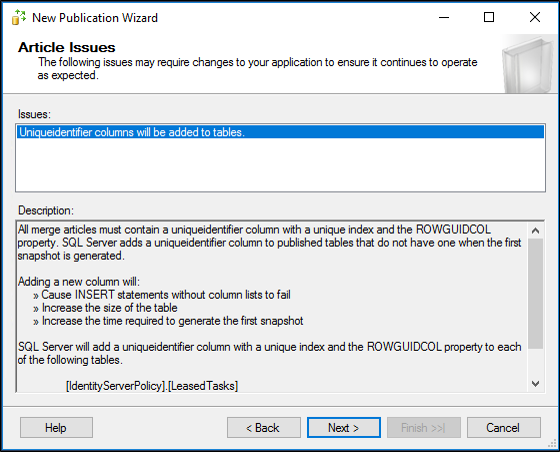 New Publication Wizard
Article Issues
The following issues may require changes to your application to ensure it continues to operate
as expected.
Issues:
Uniqueidentifier columns will be added to tables.
Description:
All merge articles must contain a uniqueidentifier column with a unique index and the ROWGUIDCOL
property. SQL Server adds a uniqueidentifier column to published tables that do not have one when the first
snapshot is generated.
Adding a new column will:
» Cause INSERT statements without column lists to fail
» Increase the size of the table
» Increase the time required to generate the first snapshot
SQL Server will add a uniqueidentifier column with a unique index and the ROWGUIDCOL property to each
of the following tables.
[IdentityServerPolicy].[LeasedTasks]
Help
< Back
Next >
Finish >>|
Cancel